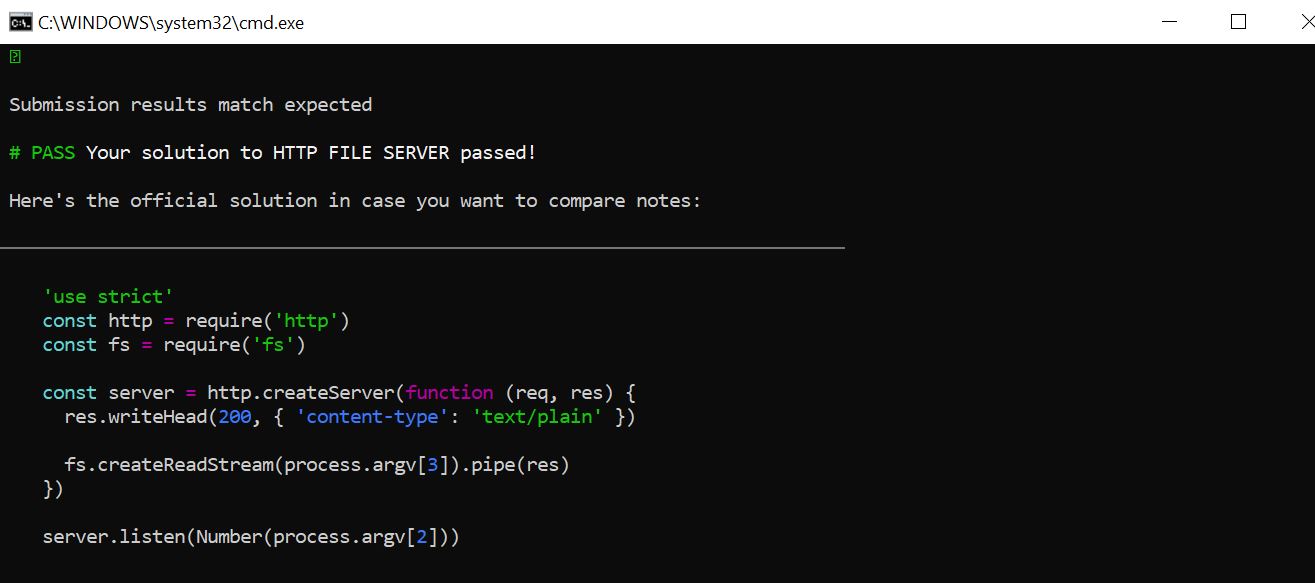 C:\WINDOWS\system32\cmd.exe
Submission results match expected
# PASS Your solution to HTTP FILE SERVER passed!
Here's the official solution in case you want to compare notes:
'use strict'
const http = require('http')
const fs = require('fs')
const server = http.createServer(function (req, res) {
res.writeHead(200, { 'content-type': 'text/plain' })
fs.createReadStream(process.argv[3]).pipe(res)
})
server.listen(Number(process.argv[2]))